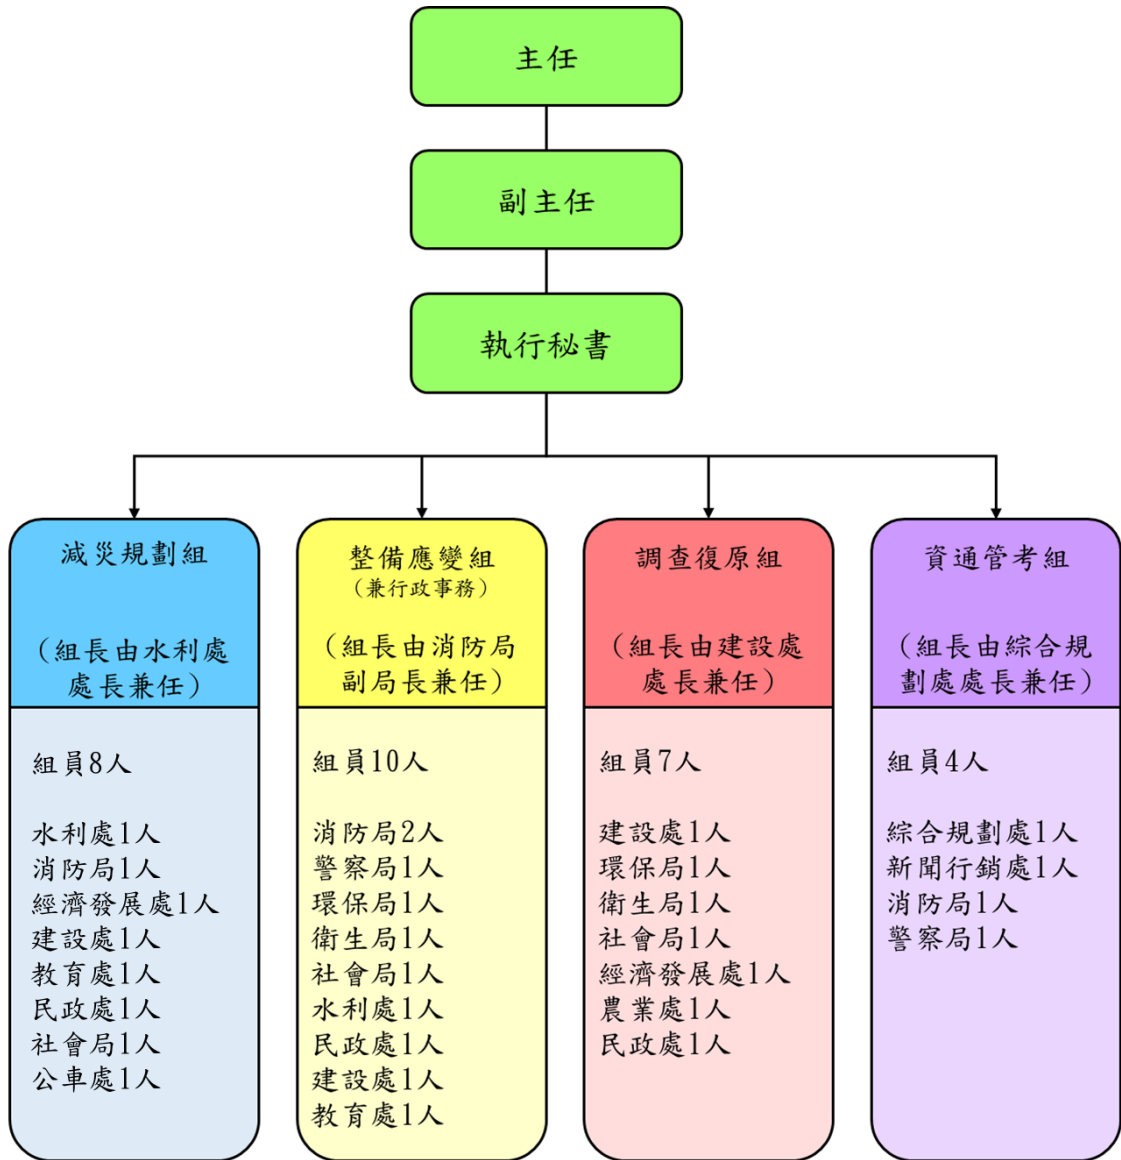 主任
副主任
執行秘書
減災規劃組
（組長由水利處
處長兼任）
組員8人
水利處1人
消防局1人
經濟發展處1人
建設處1人
教育處1人
民政處1人
社會局1人
公車處1人
整備應變組
（兼行政事務）
（組長由消防局
副局長兼任）
組員10人
消防局2人
警察局1人
環保局1人
衛生局1人
社會局1人
水利處1人
民政處1人
建設處1人
教育處1人
調查復原組
（組長由建設處
處長兼任）
組員7人
建設處1人
環保局1人
衛生局1人
社會局1人
經濟發展處1人
農業處1人
民政處1人
資通管考組
（組長由綜合規
劃處處長兼任）
組員4人
綜合規劃處1人
新聞行銷處1人
消防局1人
警察局1人